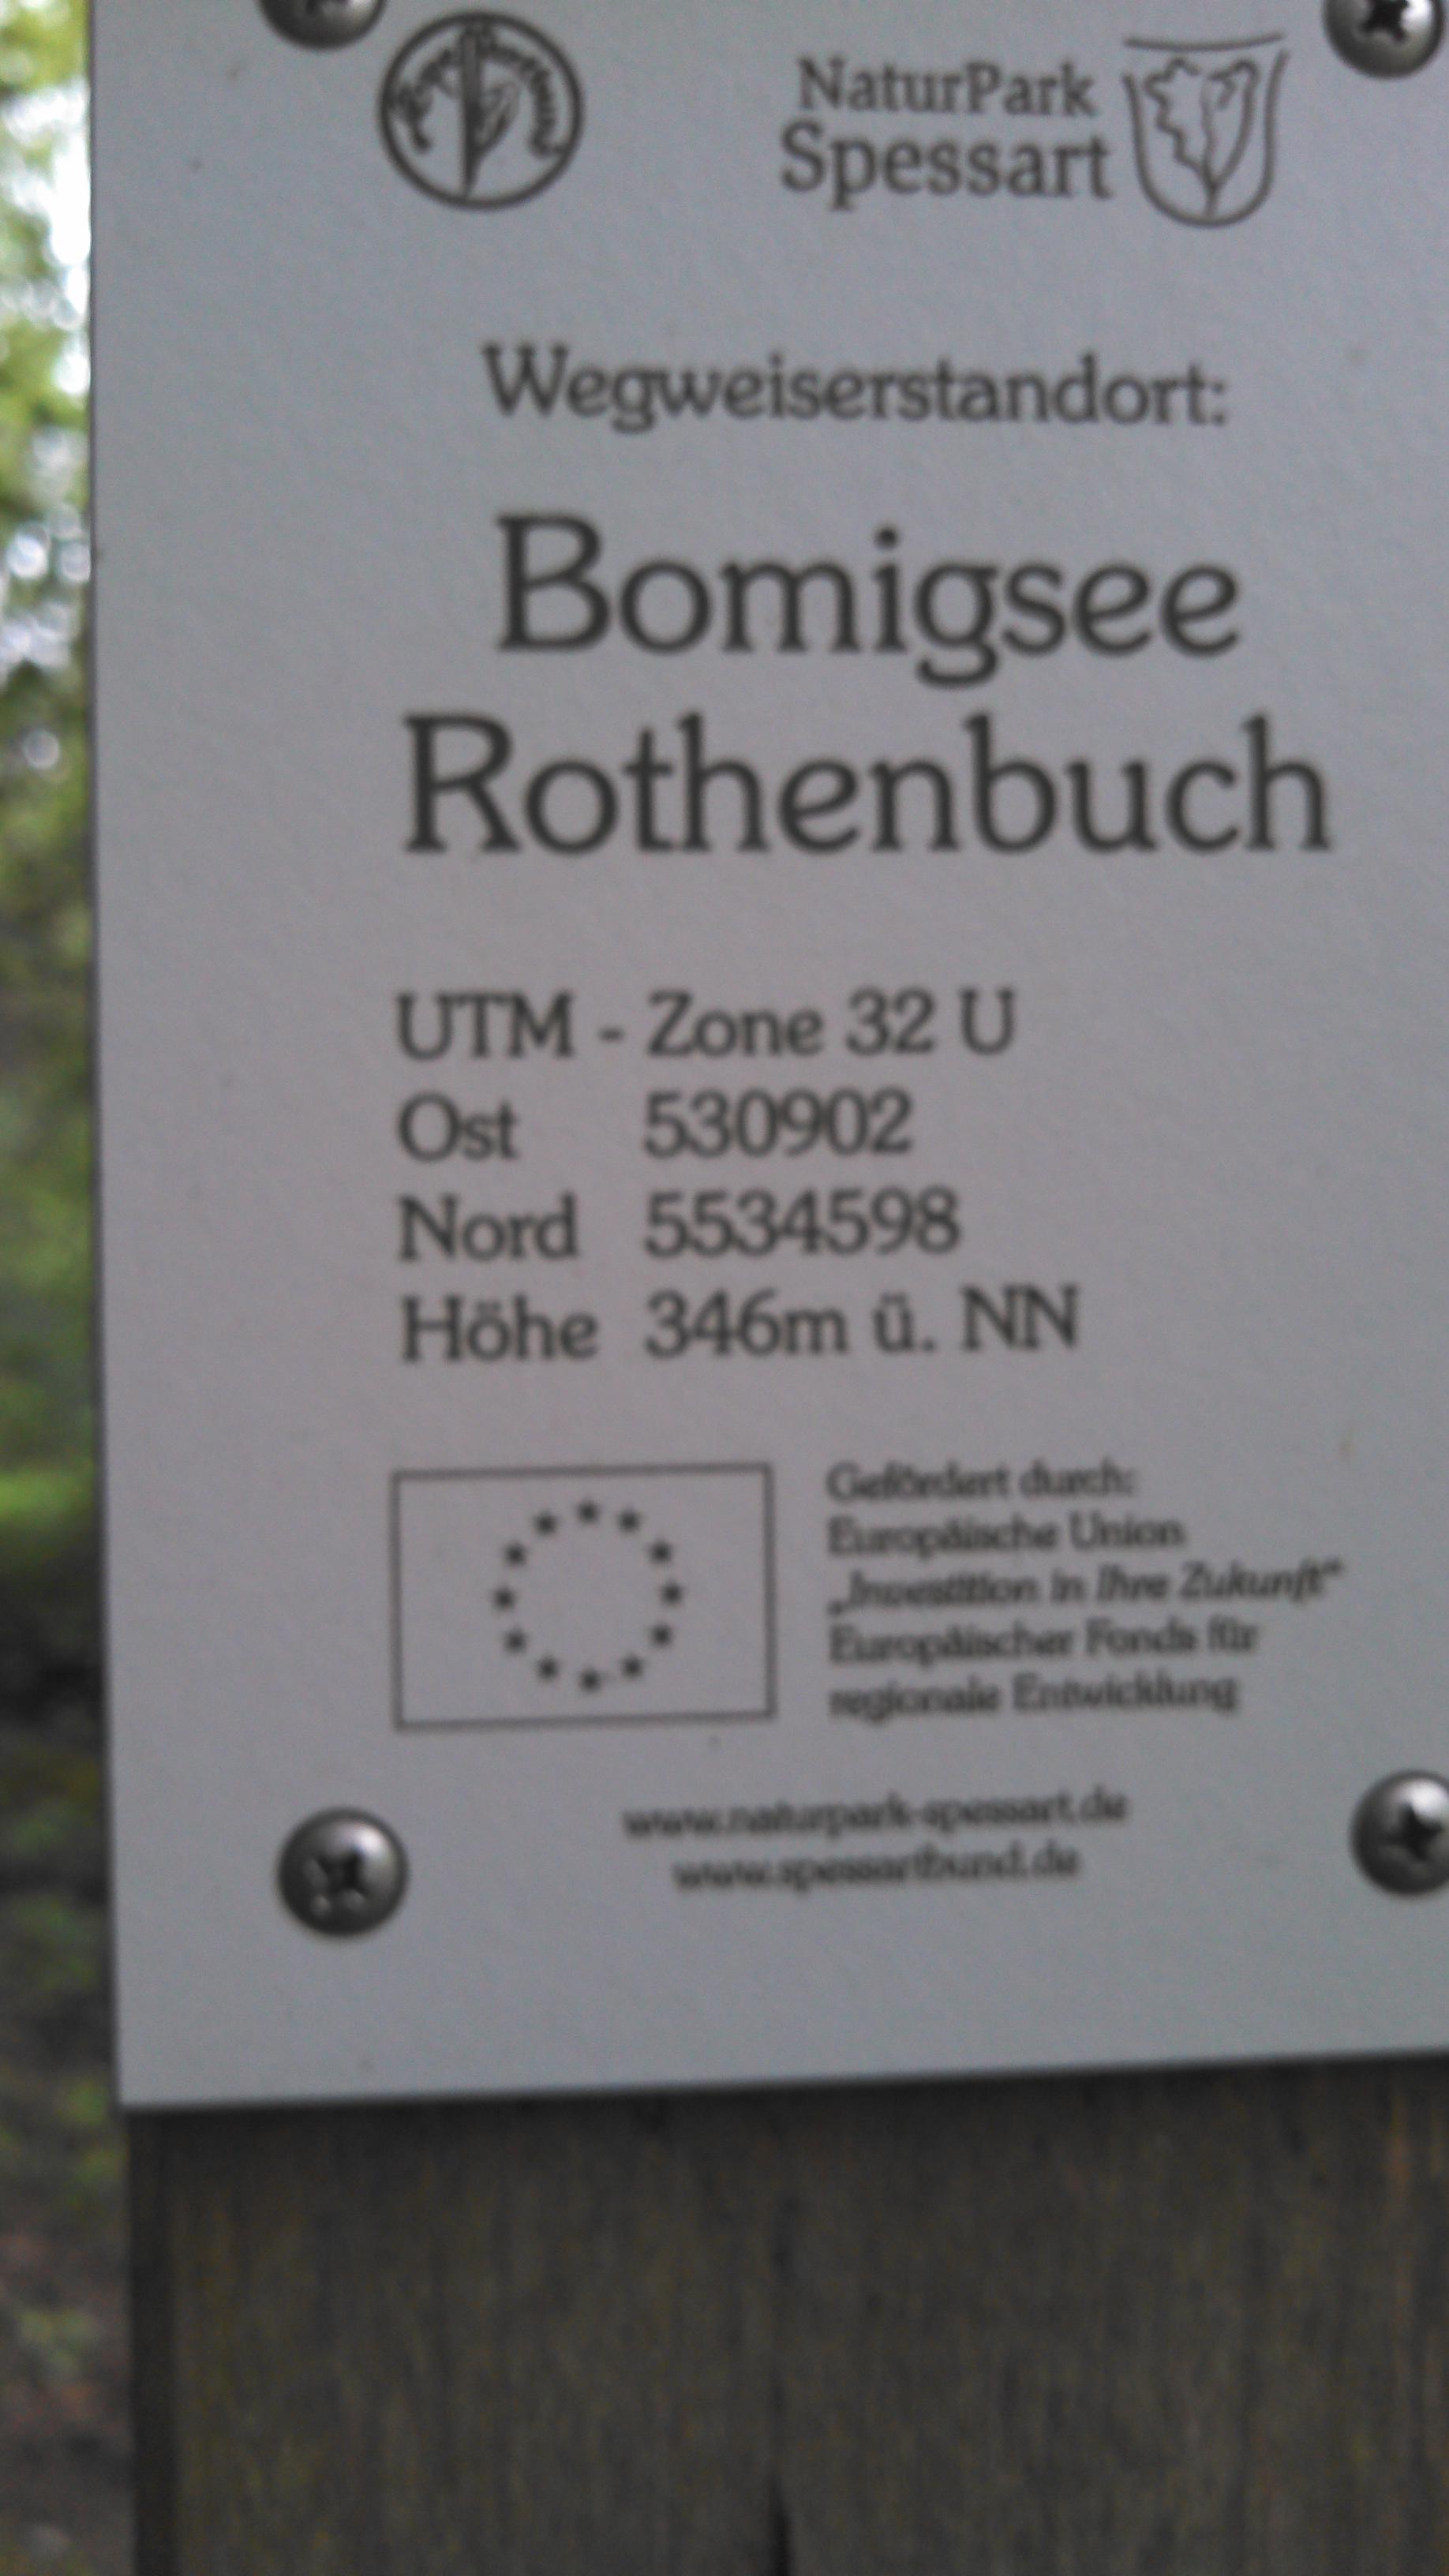 NaturPark
Spessart
Wegweiserstandort:
Bomigsee
Rothenbuch
UTM - Zone 32 U
Ost 530902
Nord 5534598
Höhe 346m ü. NN
Gefördert durch:
Europäische Union
„Investition in Ihre Zukunft“
Europäischer Fonds für
regionale Entwicklung
www.naturpark-spessart.de
www.spessartbund.de